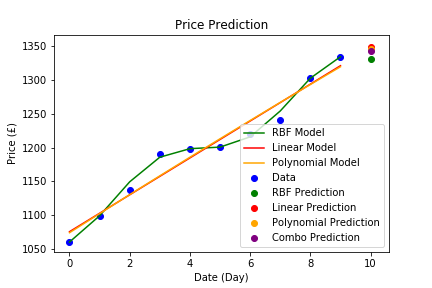 Price Prediction
1350
1300
1250
1200
1150
1100
1050
Price (£)
0
2
4
6
8
10
Date (Day)
RBF Model
Linear Model
Polynomial Model
Data
RBF Prediction
Linear Prediction
Polynomial Prediction
Combo Prediction